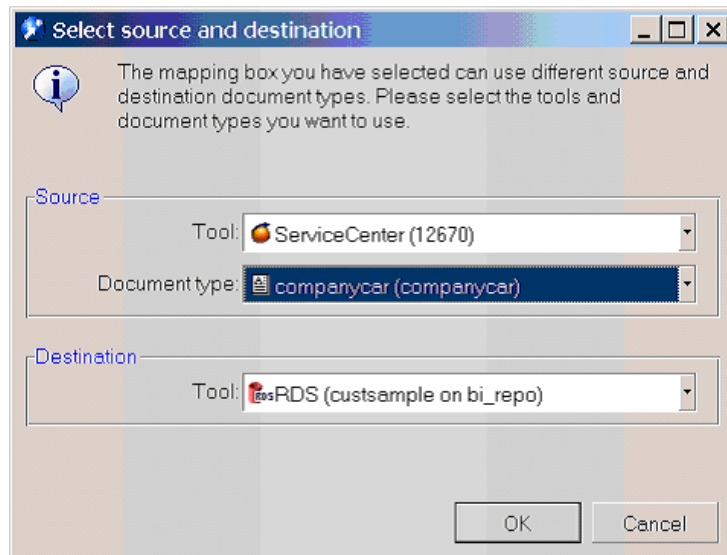 Select source and destination
The mapping box you have selected can use different source and
destination document types. Please select the tools and
document types you want to use.
Source
Tool: ServiceCenter (12670)
Document type: companycar (companycar)
Destination
Tool: RDS RDS (custsample on bi_repo)
OK Cancel